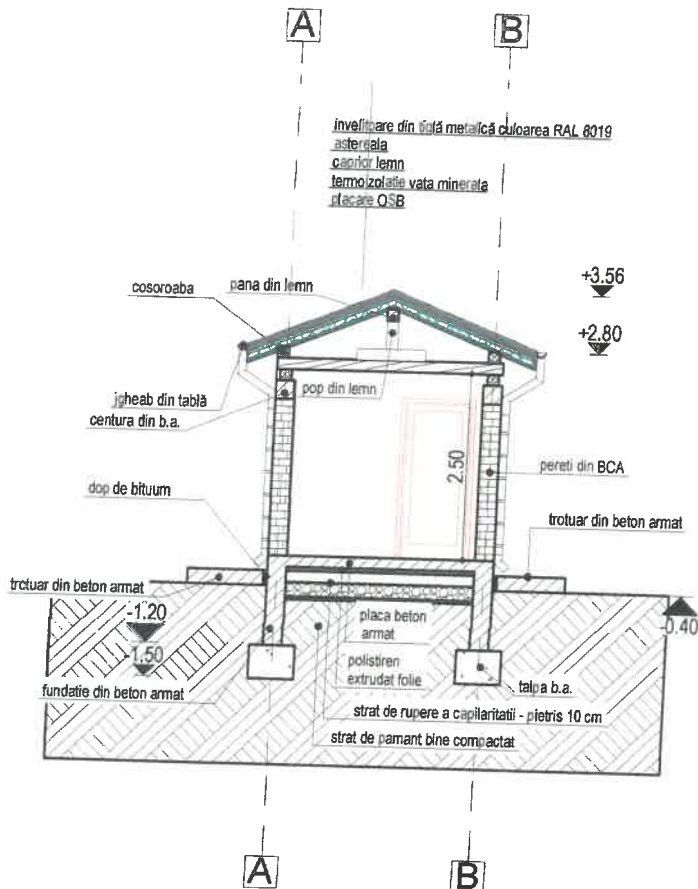 A
B
invelitoare din tiglă metalică culoarea RAL 8019
astereala
caprior lemn
termoizolatie vata minerala
placare OSB
+3.56
cosoroaba
pana din lemn
+2.80
jgheab din tablă
pop din lemn
centura din b.a.
2.50
pereti din BCA
dop de bituum
trotuar din beton armat
trotuar din beton armat
-1.20
placa beton
armat
-0.40
-1.50
polistiren
extrudat folie
fundatie din beton armat
talpa b.a.
strat de rupere a capilaritatii - pietris 10 cm
strat de pamant bine compactat
A
B